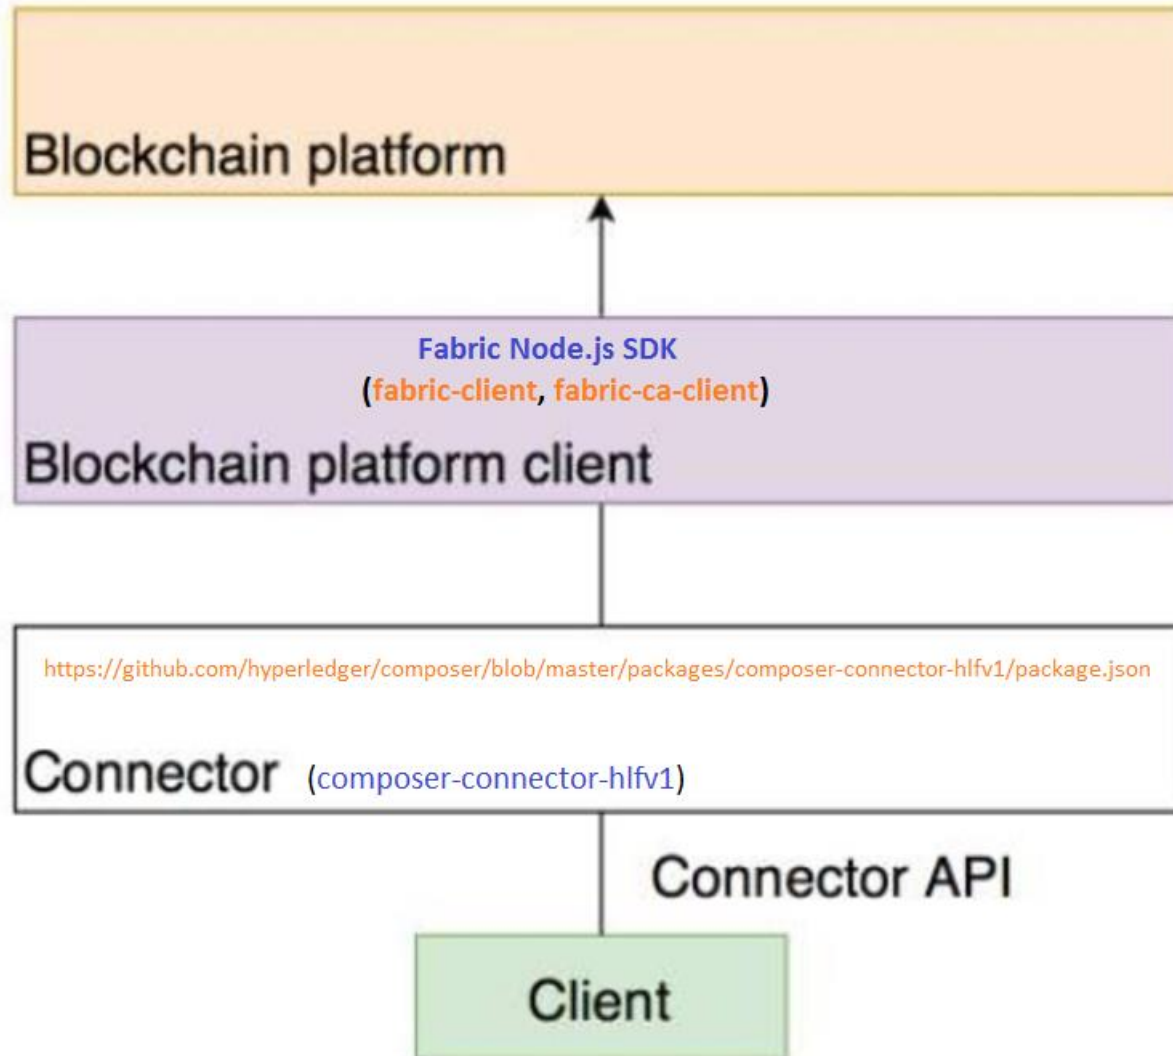 Blockchain platform
Fabric Node.js SDK
(fabric-client, fabric-ca-client)
Blockchain platform client
https://github.com/hyperledger/composer/blob/master/packages/composer-connector-hlfv1/package.json
Connector (composer-connector-hlfv1)
Connector API
Client